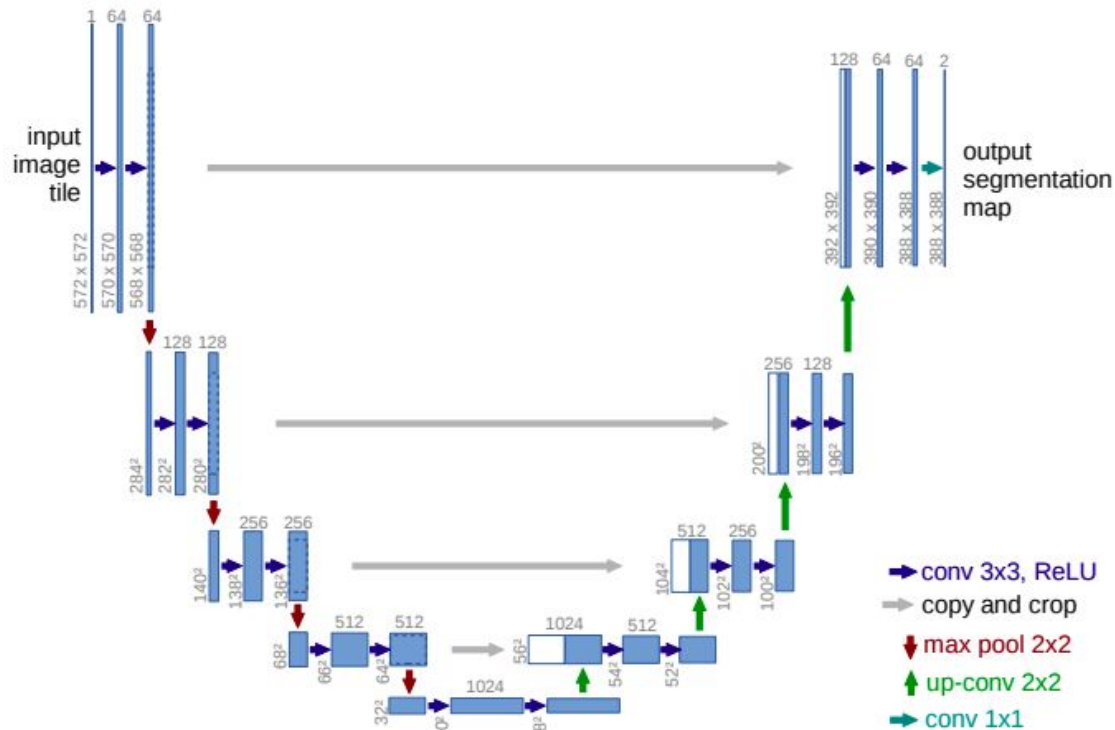 1 64 64
input
image
tile
572 x 572
570 x 570
568 x 568
128 64 64 2
output
segmentation
map
392 x 392
390 x 390
388 x 388
388 x 388
128 128
284²
282²
280²
256 128
200²
198²
196²
256 256
140²
138²
136²
512 256
104²
102²
100²
512 512
68²
66²
64²
1024 512
56²
54²
52²
1024
32²
conv 3x3, ReLU
copy and crop
max pool 2x2
up-conv 2x2
conv 1x1